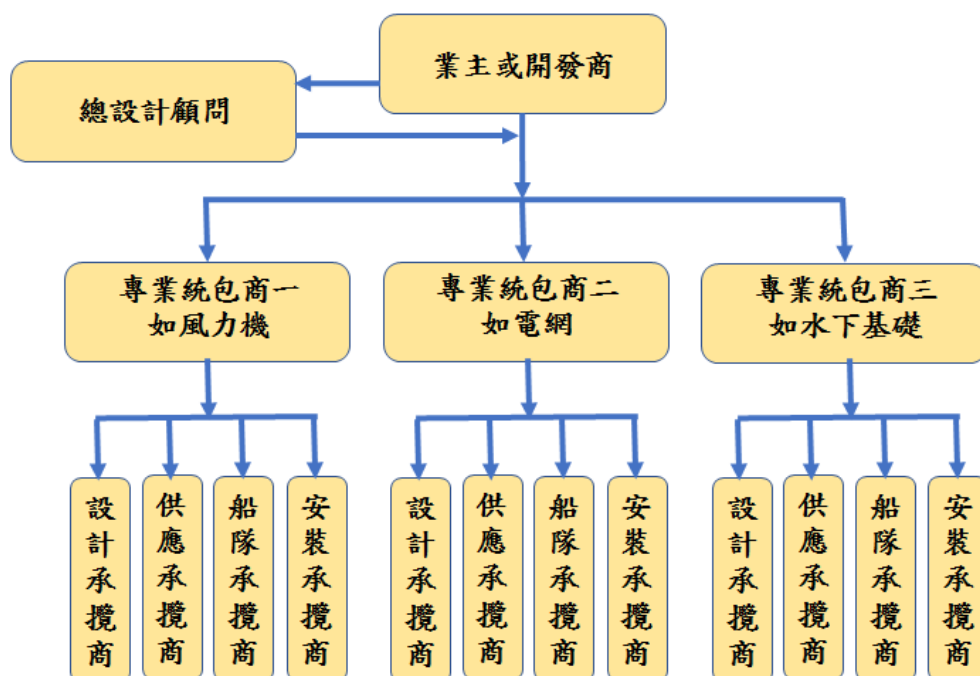 業主或開發商
總設計顧問
專業統包商一
如風力機
專業統包商二
如電網
專業統包商三
如水下基礎
設計承攬商
供應承攬商
船隊承攬商
安裝承攬商
設計承攬商
供應承攬商
船隊承攬商
安裝承攬商
設計承攬商
供應承攬商
船隊承攬商
安裝承攬商